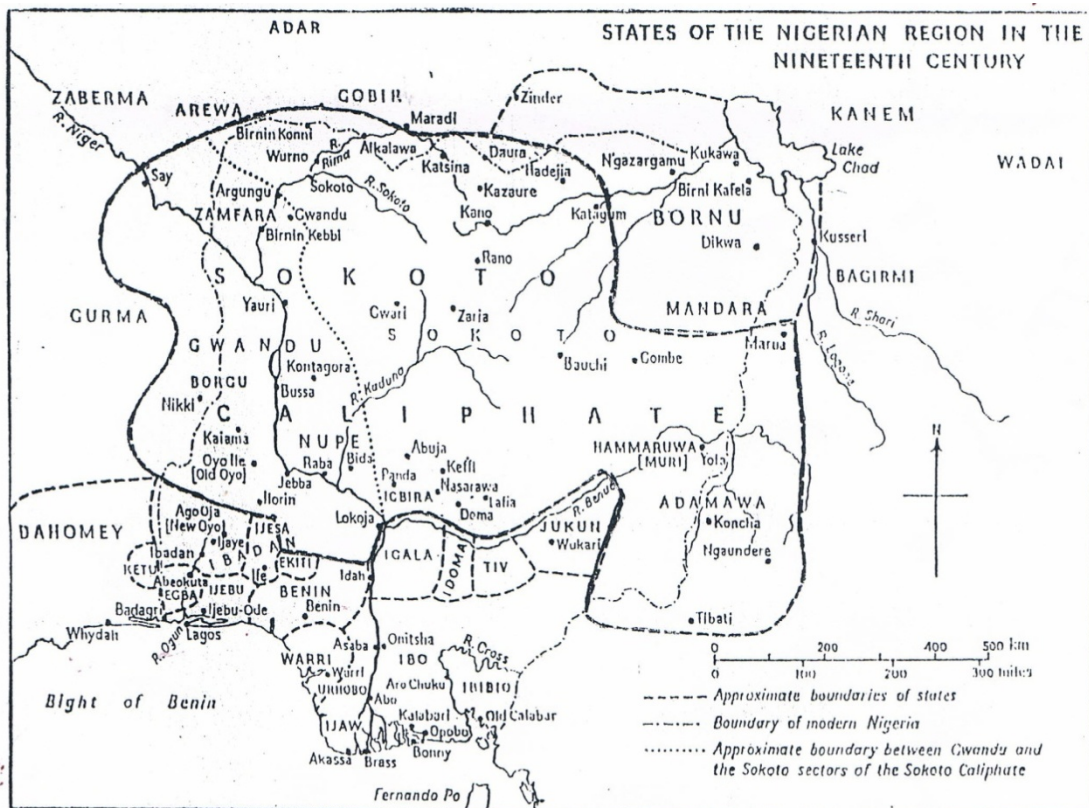 STATES OF THE NIGERIAN REGION IN THE
NINETEENTH CENTURY
ADAR
ZABERMA
AREWA
GOBIR
Zinder
KANEM
R. Niger
Birnin Konni
Maradi
Lake
Chad
WADAI
Wurno
R.
Rima
Alkalawa
Katsina
Daura
Hadejia
N'gazargamu
Kukawa
Say
Argungu
Sokoto
R. Sokoto
Kazaure
Birni Kafela
ZAMFARA
Gwandu
Kano
Katagum
BORNU
Birnin Kebbi
Dikwa
Kusseri
Rano
BAGIRMI
SOKOTO
Yauri
Gwari
Zaria
MANDARA
R. Shari
GURMA
SOKOTO
Marua
R. Logone
GWANDU
Bauchi
Gombe
Kontagora
R. Kaduna
BORGU
Bussa
Nikki
CALIPHATE
Kaiama
NUPE
Abuja
HAMMARUWA
[MURI]
Yola
N
Oyo Ile
[Old Oyo]
Raba
Bida
Keffi
Panda
Jebba
IGBIRA
Nasarawa
Lafia
R. Benue
ADAMAWA
Ilorin
Doma
DAHOMEY
Ago Oja
[New Oyo]
IJESA
Lokoja
JUKUN
Koncha
Ijaye
IGALA
Wukari
Ngaundere
Ibadan
IBADAN
IDOMA
TIV
KETU
Ife
EKITI
Idah
Abeokuta
EGBA
IJEBU
BENIN
Badagri
Ijebu-Ode
Benin
Tibati
Whydah
R. Ogun
Lagos
Asaba
Onitsha
R. Cross
WARRI
IBO
Warri
Aro Chuku
IBIBIO
URHOBO
Abo
Bight of Benin
IJAW
Kalabari
Old Calabar
Opobo
Akassa
Brass
Bonny
Fernando Po
0 200 400 500 km
0 100 200 300 miles
Approximate boundaries of states
Boundary of modern Nigeria
Approximate boundary between Gwandu and
the Sokoto sectors of the Sokoto Caliphate